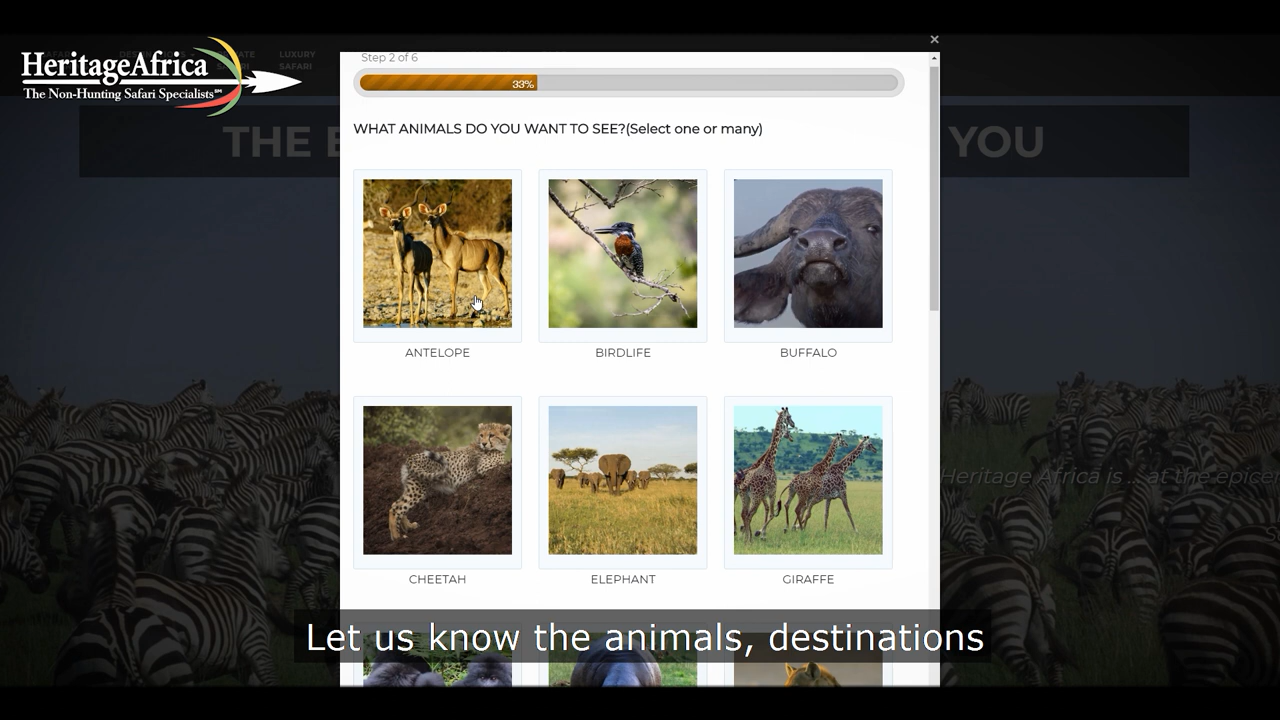 HeritageAfrica
The Non-Hunting Safari Specialists℠
LUXURY
SAFARI
Step 2 of 6
33%
×
WHAT ANIMALS DO YOU WANT TO SEE?(Select one or many)
THE
YOU
ANTELOPE
BIRDLIFE
BUFFALO
Heritage Africa is ... at the
CHEETAH
ELEPHANT
GIRAFFE
Let us know the animals, destinations